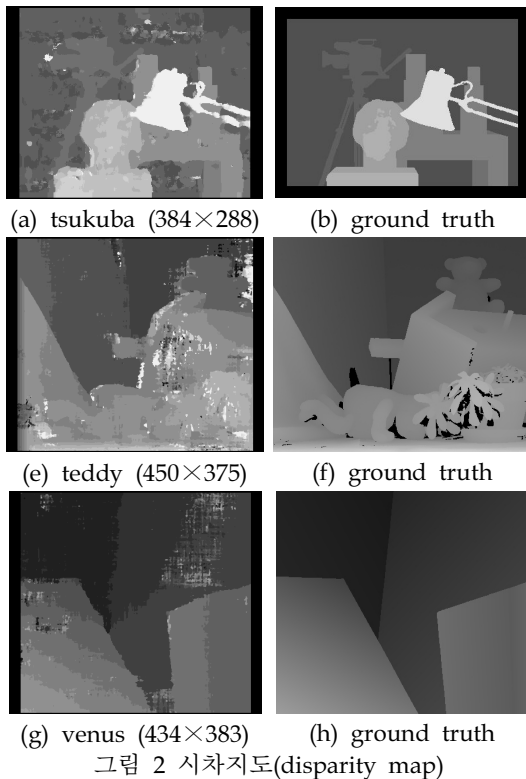 (a) tsukuba (384×288) (b) ground truth
(e) teddy (450×375) (f) ground truth
(g) venus (434×383) (h) ground truth
그림 2 시차지도(disparity map)